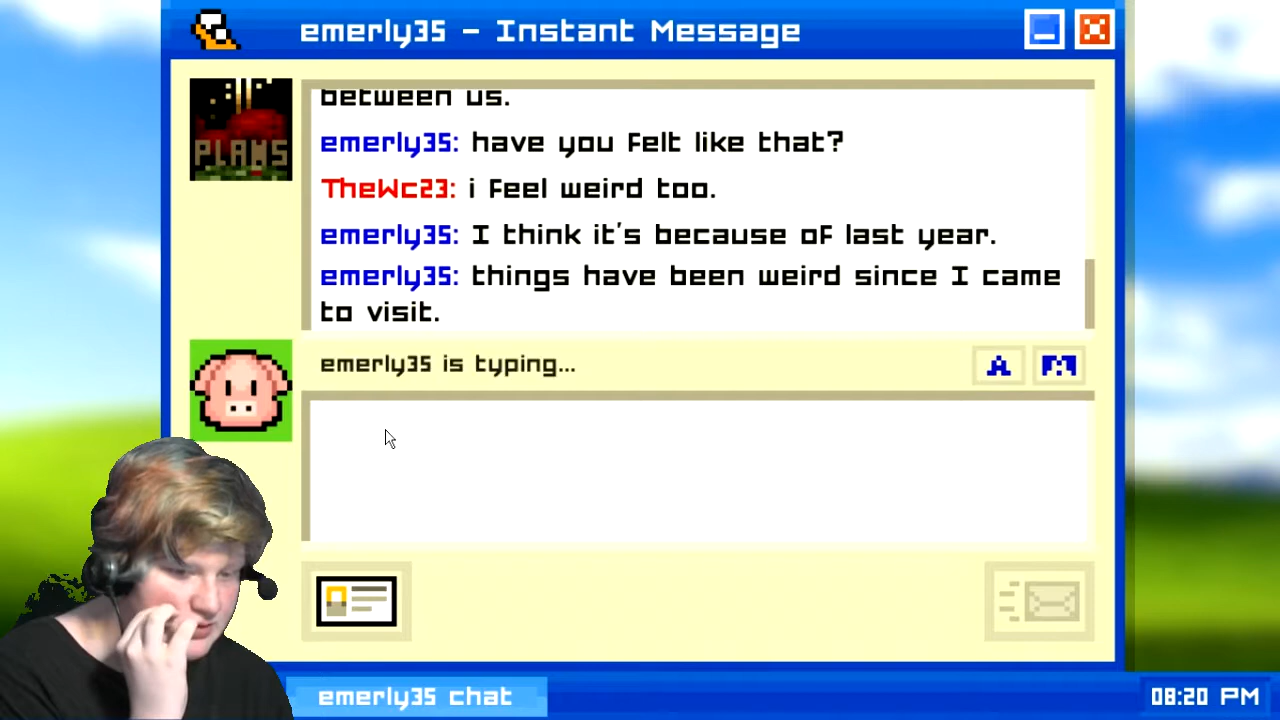 emerly35 - Instant Message
between us.
emerly35: have you felt like that?
TheWc23: i feel weird too.
emerly35: I think it's because of last year.
emerly35: things have been weird since I came
to visit.
emerly35 is typing...
A
emerly35 chat
08:20 PM